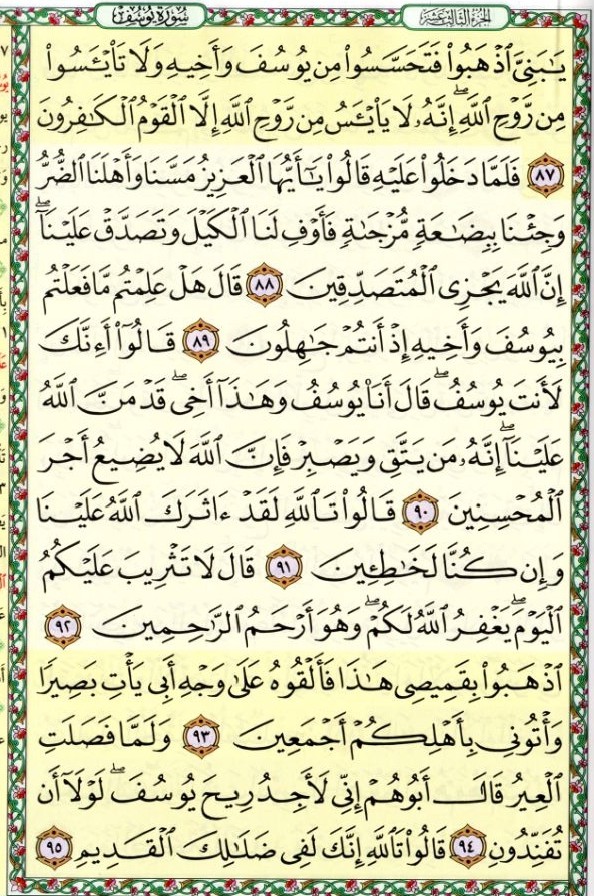 الجزء الثالث عشر سورة يوسف
يَٰبَنِيَّ ٱذۡهَبُواْ فَتَحَسَّسُواْ مِن يُوسُفَ وَأَخِيهِ وَلَا تَاْيۡـَٔسُواْ
مِن رَّوۡحِ ٱللَّهِۖ إِنَّهُۥ لَا يَاْيۡـَٔسُ مِن رَّوۡحِ ٱللَّهِ إِلَّا ٱلۡقَوۡمُ ٱلۡكَٰفِرُونَ
٨٧ فَلَمَّا دَخَلُواْ عَلَيۡهِ قَالُواْ يَٰٓأَيُّهَا ٱلۡعَزِيزُ مَسَّنَا وَأَهۡلَنَا ٱلضُّرُّ
وَجِئۡنَا بِبِضَٰعَةٖ مُّزۡجَىٰةٖ فَأَوۡفِ لَنَا ٱلۡكَيۡلَ وَتَصَدَّقۡ عَلَيۡنَآۖ
إِنَّ ٱللَّهَ يَجۡزِي ٱلۡمُتَصَدِّقِينَ ٨٨ قَالَ هَلۡ عَلِمۡتُم مَّا فَعَلۡتُم
بِيُوسُفَ وَأَخِيهِ إِذۡ أَنتُمۡ جَٰهِلُونَ ٨٩ قَالُوٓاْ أَءِنَّكَ
لَأَنتَ يُوسُفُۖ قَالَ أَنَا۠ يُوسُفُ وَهَٰذَآ أَخِيۖ قَدۡ مَنَّ ٱللَّهُ
عَلَيۡنَآۖ إِنَّهُۥ مَن يَتَّقِ وَيَصۡبِرۡ فَإِنَّ ٱللَّهَ لَا يُضِيعُ أَجۡرَ
ٱلۡمُحۡسِنِينَ ٩٠ قَالُواْ تَٱللَّهِ لَقَدۡ ءَاثَرَكَ ٱللَّهُ عَلَيۡنَا
وَإِن كُنَّا لَخَٰطِـِٔينَ ٩١ قَالَ لَا تَثۡرِيبَ عَلَيۡكُمُ
ٱلۡيَوۡمَۖ يَغۡفِرُ ٱللَّهُ لَكُمۡۖ وَهُوَ أَرۡحَمُ ٱلرَّٰحِمِينَ ٩٢
ٱذۡهَبُواْ بِقَمِيصِي هَٰذَا فَأَلۡقُوهُ عَلَىٰ وَجۡهِ أَبِي يَأۡتِ بَصِيرٗا
وَأۡتُونِي بِأَهۡلِكُمۡ أَجۡمَعِينَ ٩٣ وَلَمَّا فَصَلَتِ
ٱلۡعِيرُ قَالَ أَبُوهُمۡ إِنِّي لَأَجِدُ رِيحَ يُوسُفَۖ لَوۡلَآ أَن
تُفَنِّدُونِ ٩٤ قَالُواْ تَٱللَّهِ إِنَّكَ لَفِي ضَلَٰلِكَ ٱلۡقَدِيمِ ٩٥